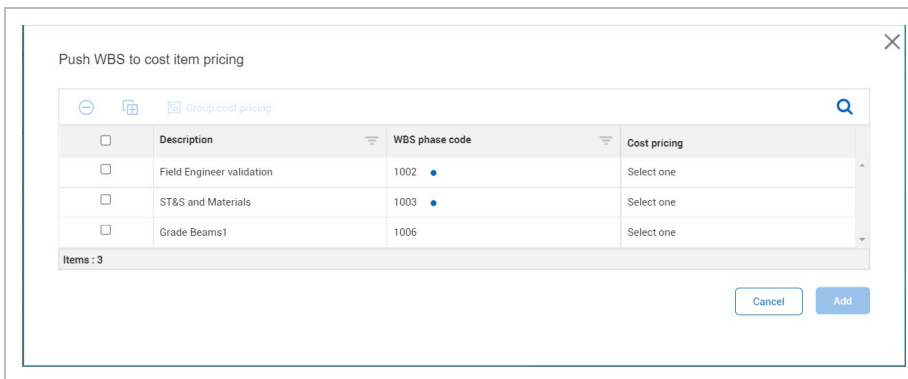 Push WBS to cost item pricing
Group cost pricing
Description WBS phase code Cost pricing
Field Engineer validation 1002 Select one
ST&S and Materials 1003 Select one
Grade Beams1 1006 Select one
Items : 3
Cancel Add